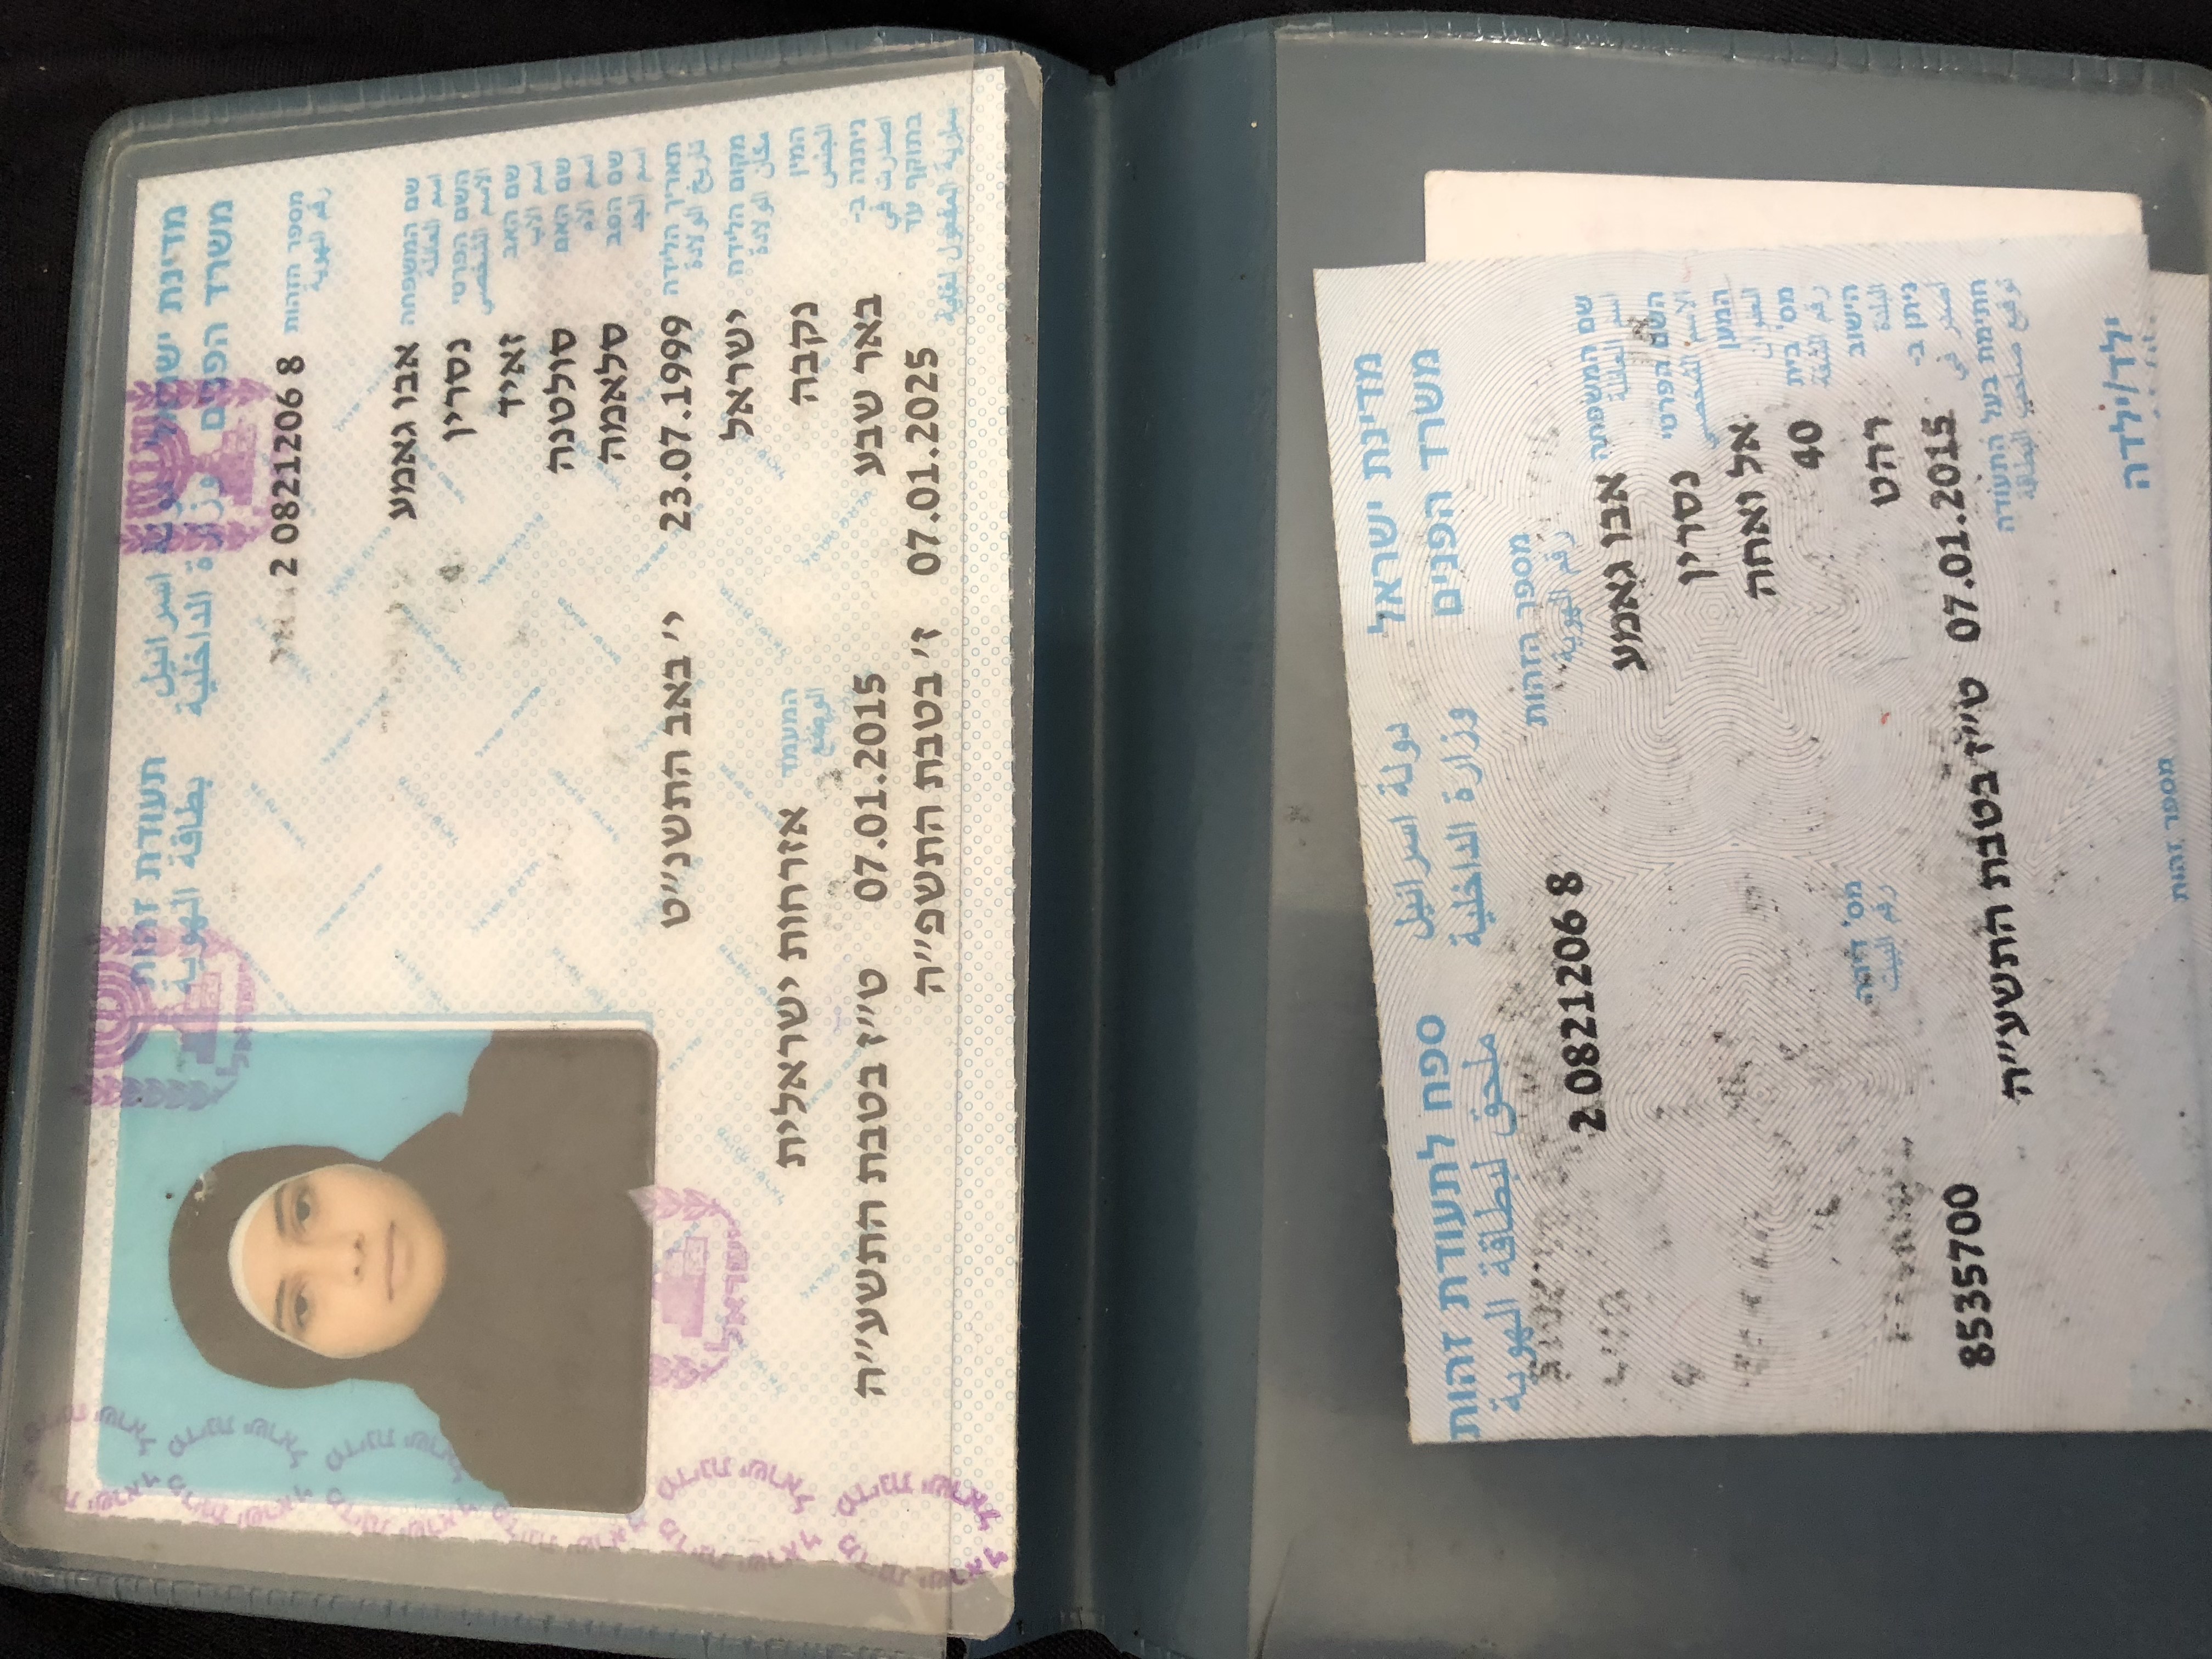 מדינת ישראל دولة اسرائيل תעודת זהות
משרד הפנים وزارة الداخلية بطاقة الهوية
מספר הזהות 2 0821206 8
رقم الهوية
שם המשפחה אבו גאמע
اسم العائلة
השם הפרטי נסרין
الاسم الشخصي
שם האב זאיד
اسم الاب
שם האם סולטנה
اسم الام
שם הסב סלאמה
اسم الجد
תאריך הלידה 23.07.1999 י' באב התשנ"ט
تاريخ الولادة
מקום הלידה ישראל
مكان الولادة
המין נקבה המעמד אזרחות ישראלית
الجنس الوضع
ניתנה ב- באר שבע 07.01.2015 ט"ז בטבת התשע"ה
اصدرت في
בתוקף עד 07.01.2025 ז' בטבת התשפ"ה
سارية المفعول لغاية
ישראל
מדינת ישראל دولة اسرائيل ספח לתעודת זהות
משרד הפנים وزارة الداخلية ملحق لبطاقة الهوية
מספר הזהות 2 0821206 8
رقم الهوية
שם המשפחה אבו גאמע
اسم العائلة
השם הפרטי נסרין
الاسم الشخصي
המען אל ואחה
العنوان
מס' בית 40
رقم الشقة
הישוב רהט מס' דירה
البلدة رقم البيت
ניתן ב- 07.01.2015 ט"ז בטבת התשע"ה 8535700
أصدر في
חתימת בעל התעודה
توقيع صاحب البطاقة
ילד/ילדה
מספר זהות